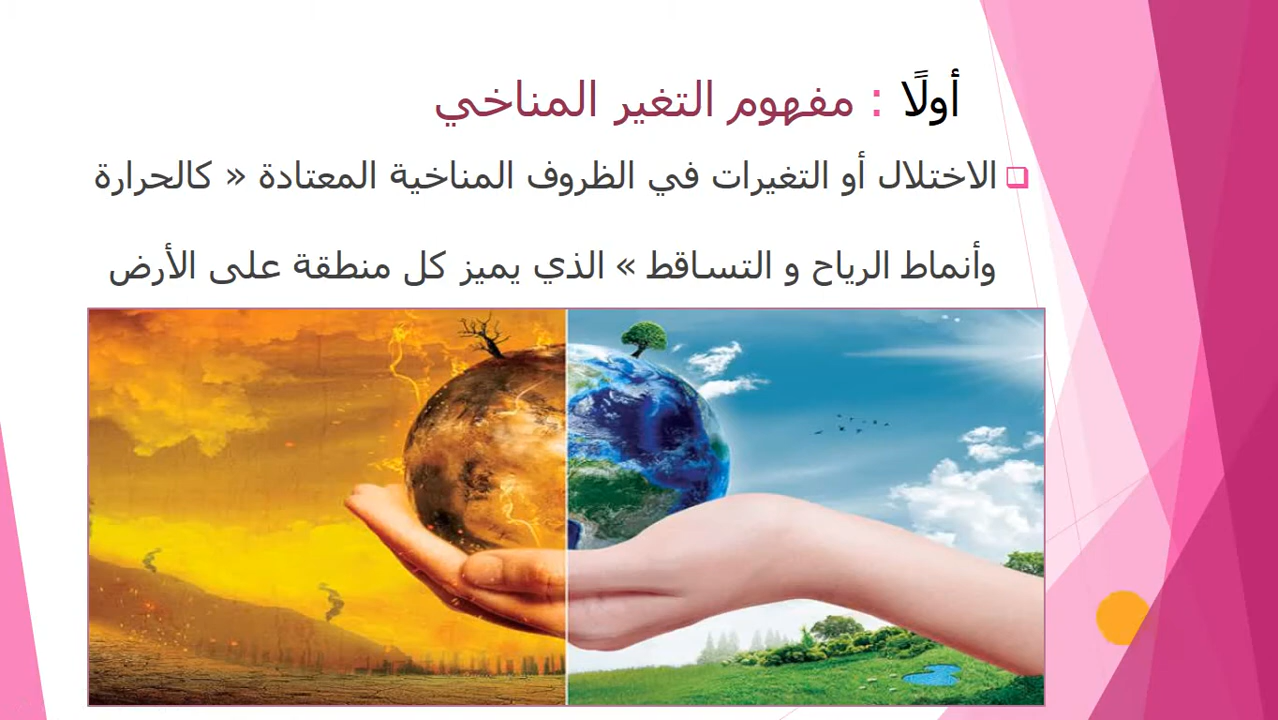 أولًا : مفهوم التغير المناخي
الاختلال أو التغيرات في الظروف المناخية المعتادة « كالحرارة
وأنماط الرياح و التساقط » الذي يميز كل منطقة على الأرض